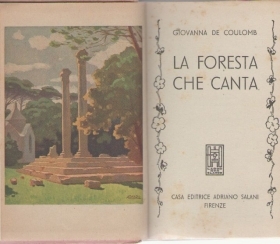 GIOVANNA DE COULOMB
LA FORESTA
CHE CANTA
CASA EDITRICE ADRIANO SALANI
FIRENZE